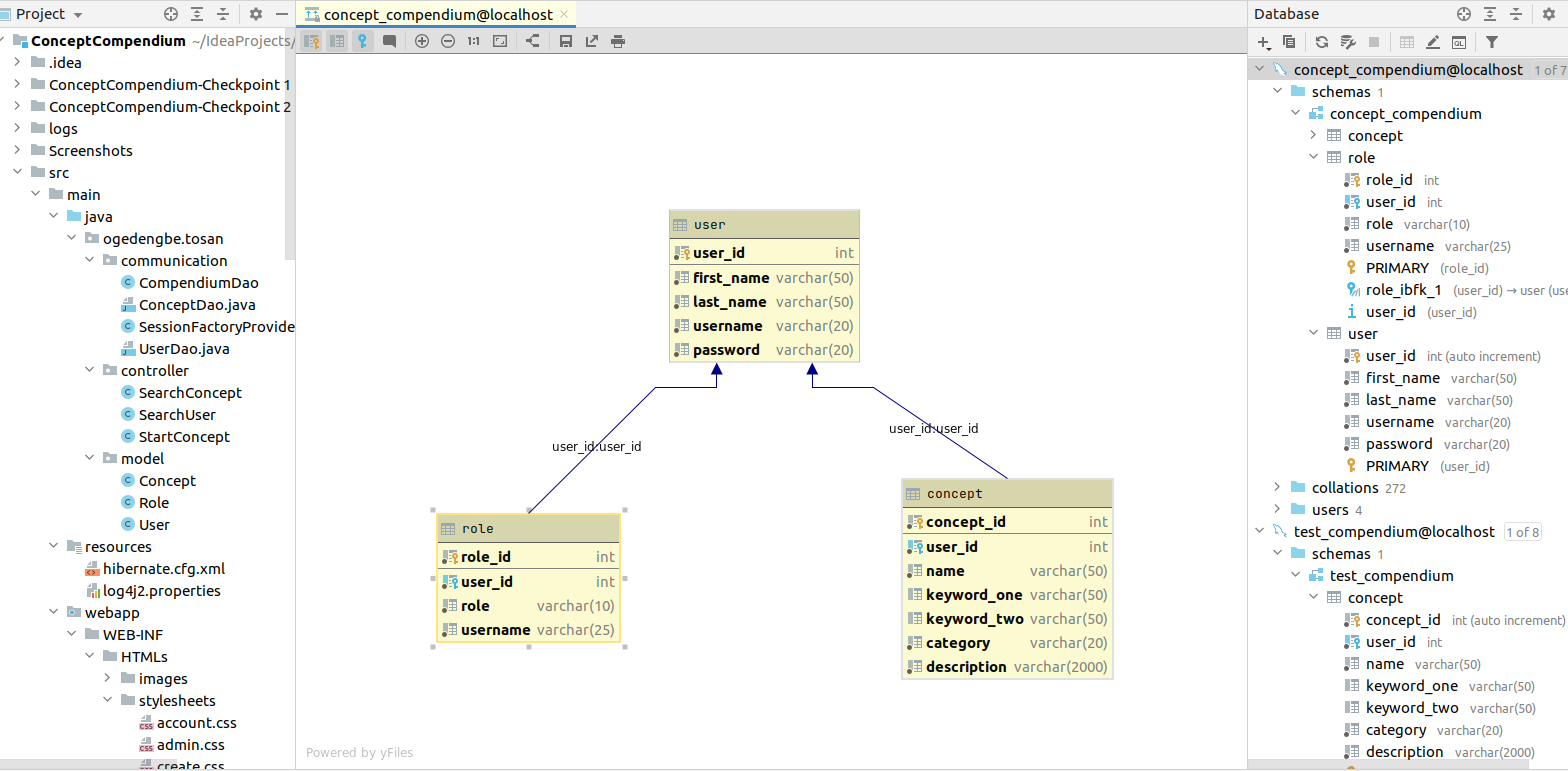 Project
ConceptCompendium ~/IdeaProjects/
.idea
ConceptCompendium-Checkpoint 1
ConceptCompendium-Checkpoint 2
logs
Screenshots
src
main
java
ogedengbe.tosan
communication
CompendiumDao
ConceptDao.java
SessionFactoryProvide
UserDao.java
controller
SearchConcept
SearchUser
StartConcept
model
Concept
Role
User
resources
hibernate.cfg.xml
log4j2.properties
webapp
WEB-INF
HTMLs
images
stylesheets
account.css
admin.css
create.css
concept_compendium@localhost
1:1
user
user_id int
first_name varchar(50)
last_name varchar(50)
username varchar(20)
password varchar(20)
user_id:user_id
user_id:user_id
role
role_id int
user_id int
role varchar(10)
username varchar(25)
concept
concept_id int
user_id int
name varchar(50)
keyword_one varchar(50)
keyword_two varchar(50)
category varchar(20)
description varchar(2000)
Powered by yFiles
Database
QL
concept_compendium@localhost 1 of 7
schemas 1
concept_compendium
concept
role
role_id int
user_id int
role varchar(10)
username varchar(25)
PRIMARY (role_id)
role_ibfk_1 (user_id) → user (use
user_id (user_id)
user
user_id int (auto increment)
first_name varchar(50)
last_name varchar(50)
username varchar(20)
password varchar(20)
PRIMARY (user_id)
collations 272
users 4
test_compendium@localhost 1 of 8
schemas 1
test_compendium
concept
concept_id int (auto increment)
user_id int
name varchar(50)
keyword_one varchar(50)
keyword_two varchar(50)
category varchar(20)
description varchar(2000)